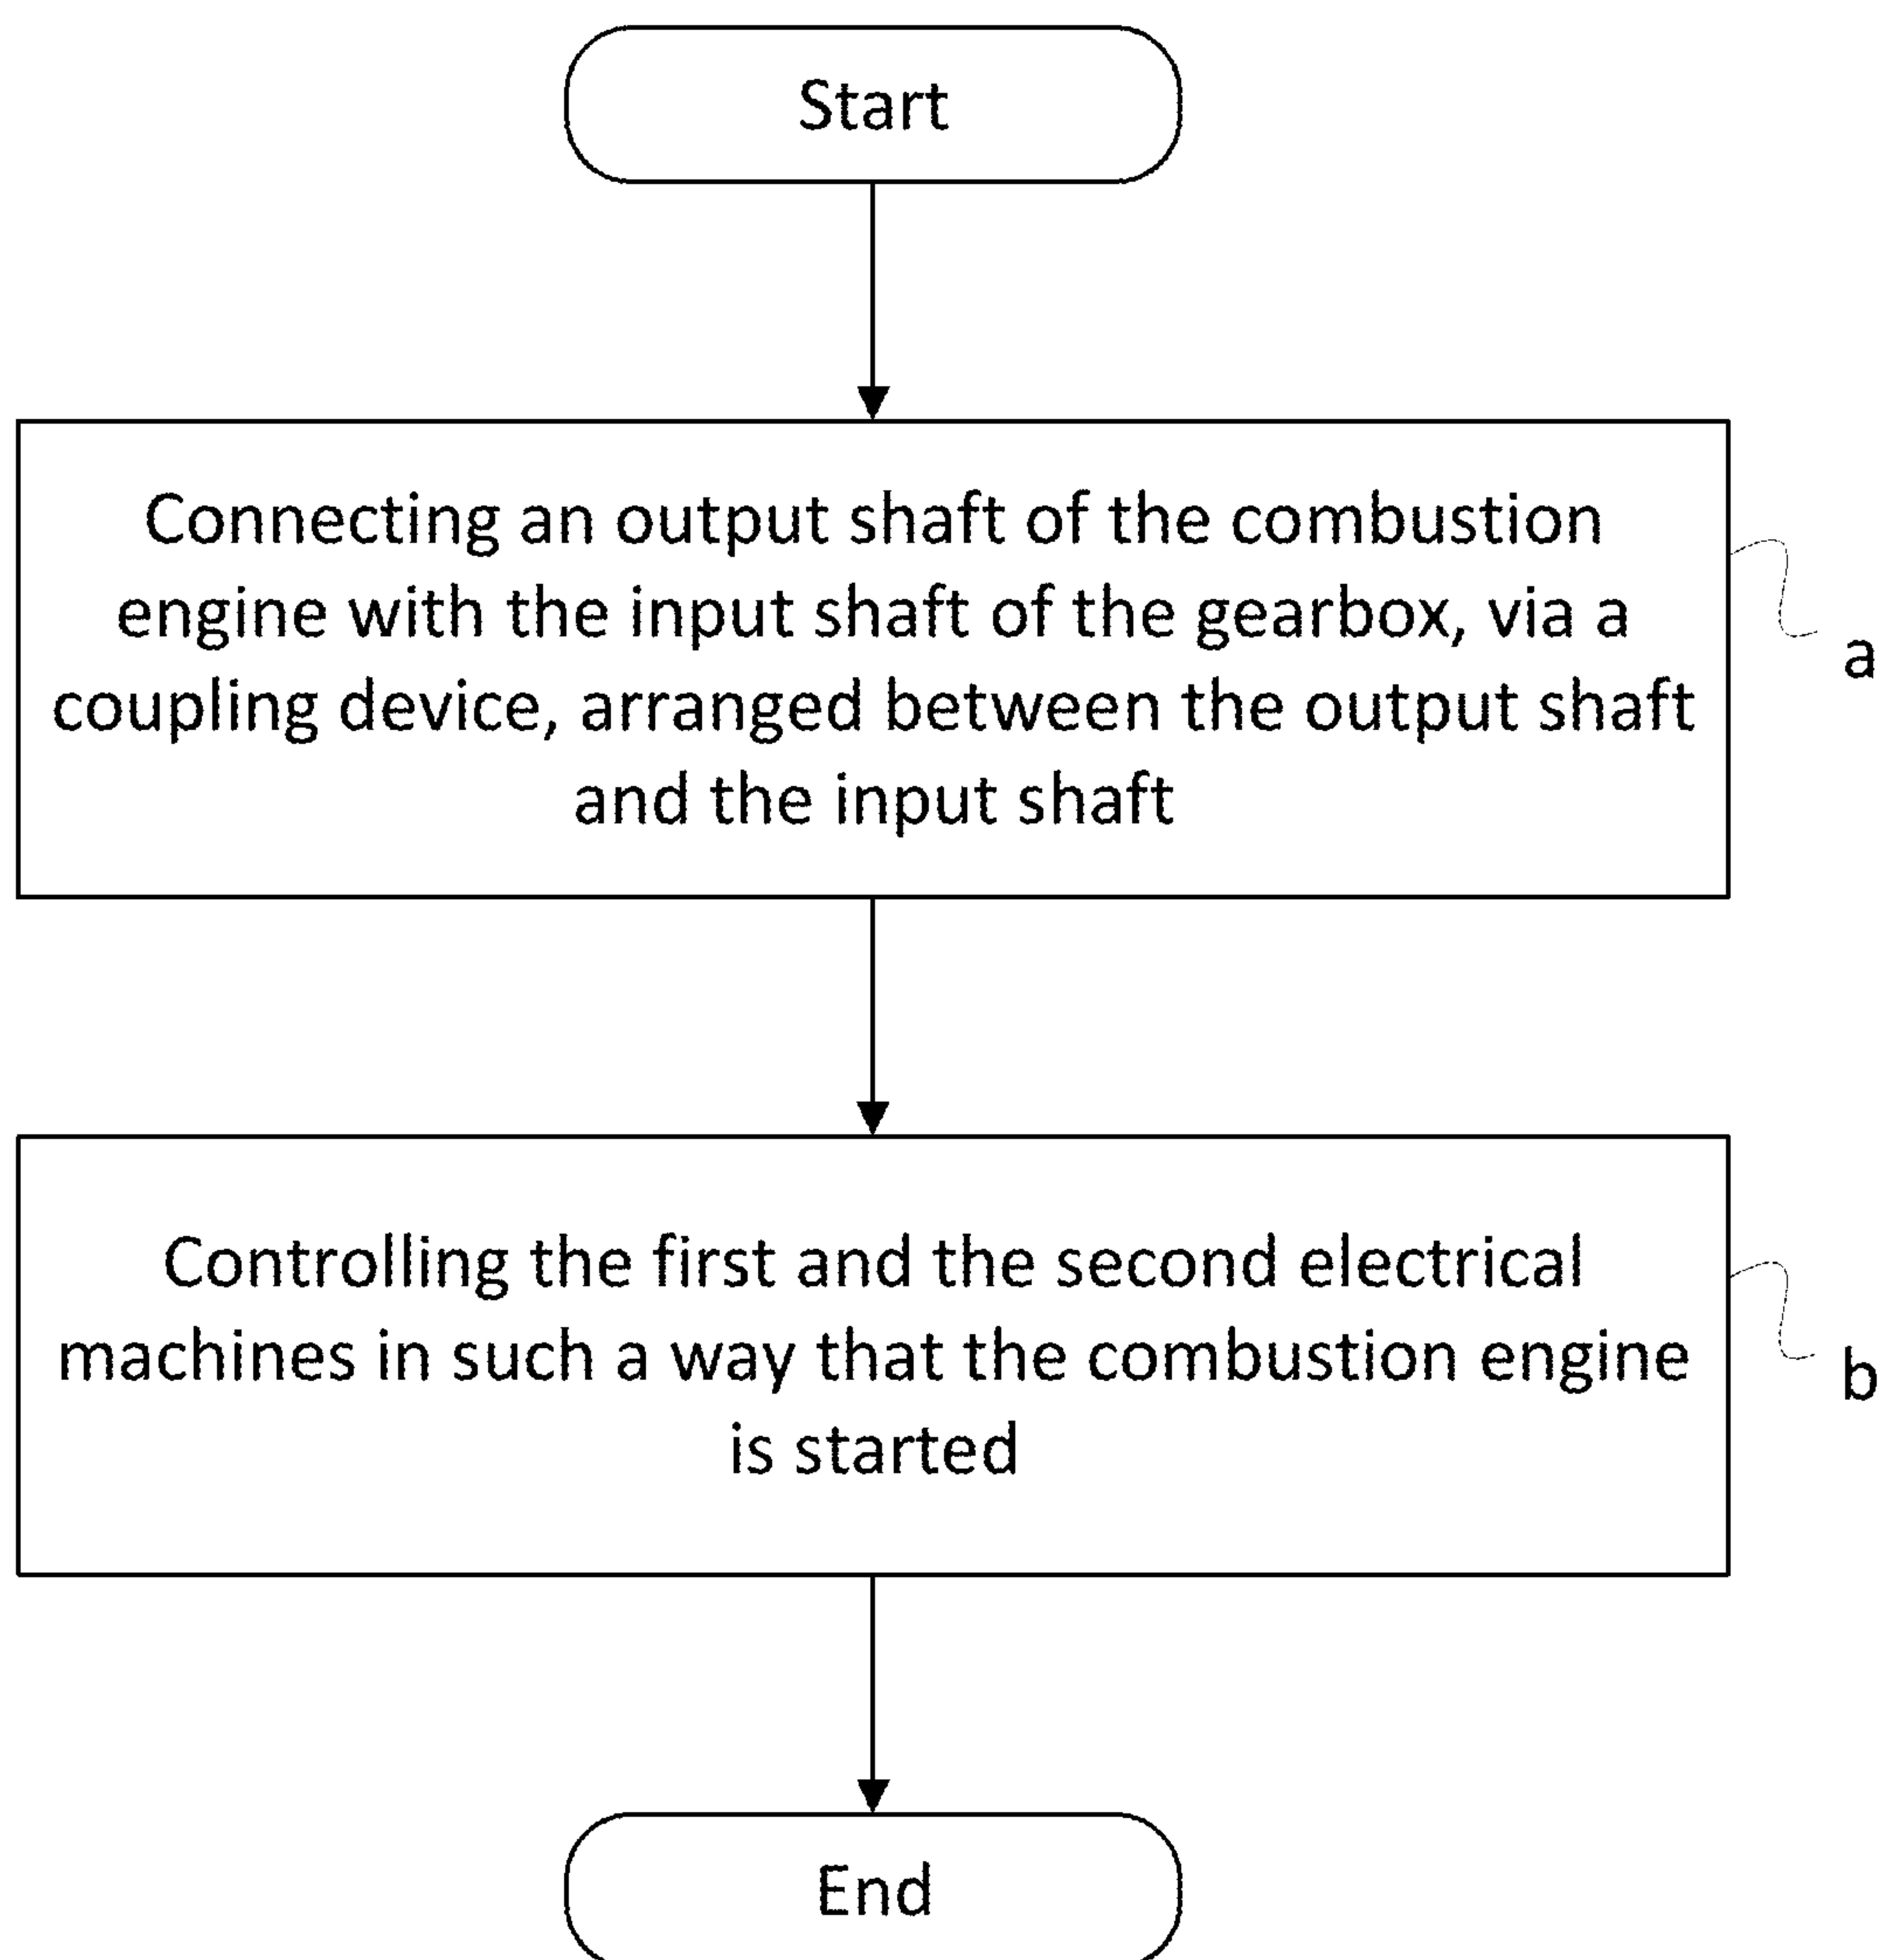 Start
Connecting an output shaft of the combustion
engine with the input shaft of the gearbox, via a
coupling device, arranged between the output shaft
and the input shaft
a
Controlling the first and the second electrical
machines in such a way that the combustion engine
is started
b
End